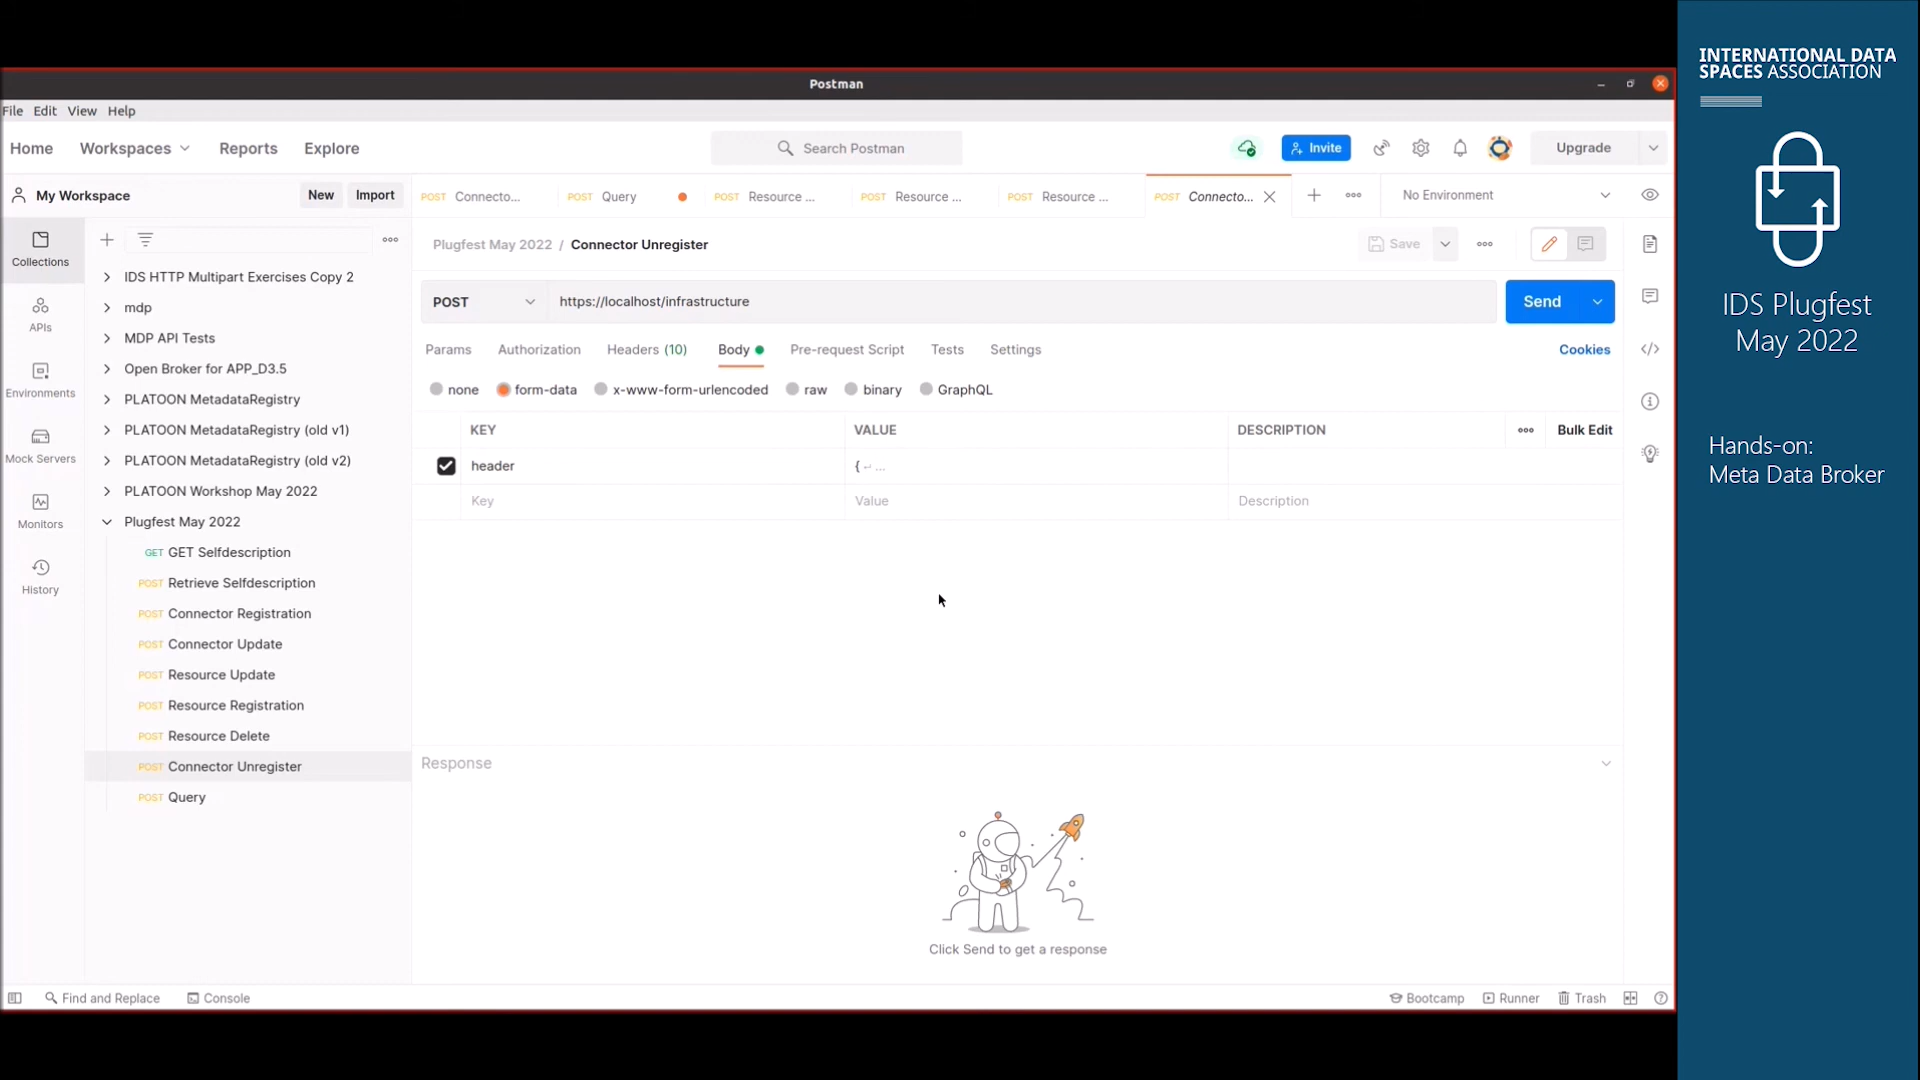 Postman
File Edit View Help
Home Workspaces Reports Explore Search Postman Invite Upgrade
My Workspace New Import
POST Connecto... POST Query POST Resource ... POST Resource ... POST Resource ... POST Connecto... No Environment
Collections
APIs
Environments
Mock Servers
Monitors
History
IDS HTTP Multipart Exercises Copy 2
mdp
MDP API Tests
Open Broker for APP_D3.5
PLATOON MetadataRegistry
PLATOON MetadataRegistry (old v1)
PLATOON MetadataRegistry (old v2)
PLATOON Workshop May 2022
Plugfest May 2022
GET GET Selfdescription
POST Retrieve Selfdescription
POST Connector Registration
POST Connector Update
POST Resource Update
POST Resource Registration
POST Resource Delete
POST Connector Unregister
POST Query
Plugfest May 2022 / Connector Unregister Save
POST https://localhost/infrastructure Send
Params Authorization Headers (10) Body Pre-request Script Tests Settings Cookies
none form-data x-www-form-urlencoded raw binary GraphQL
KEY VALUE DESCRIPTION Bulk Edit
header { ↵ ...
Key Value Description
Response
Click Send to get a response
Find and Replace Console Bootcamp Runner Trash
INTERNATIONAL DATA
SPACES ASSOCIATION
IDS Plugfest
May 2022
Hands-on:
Meta Data Broker